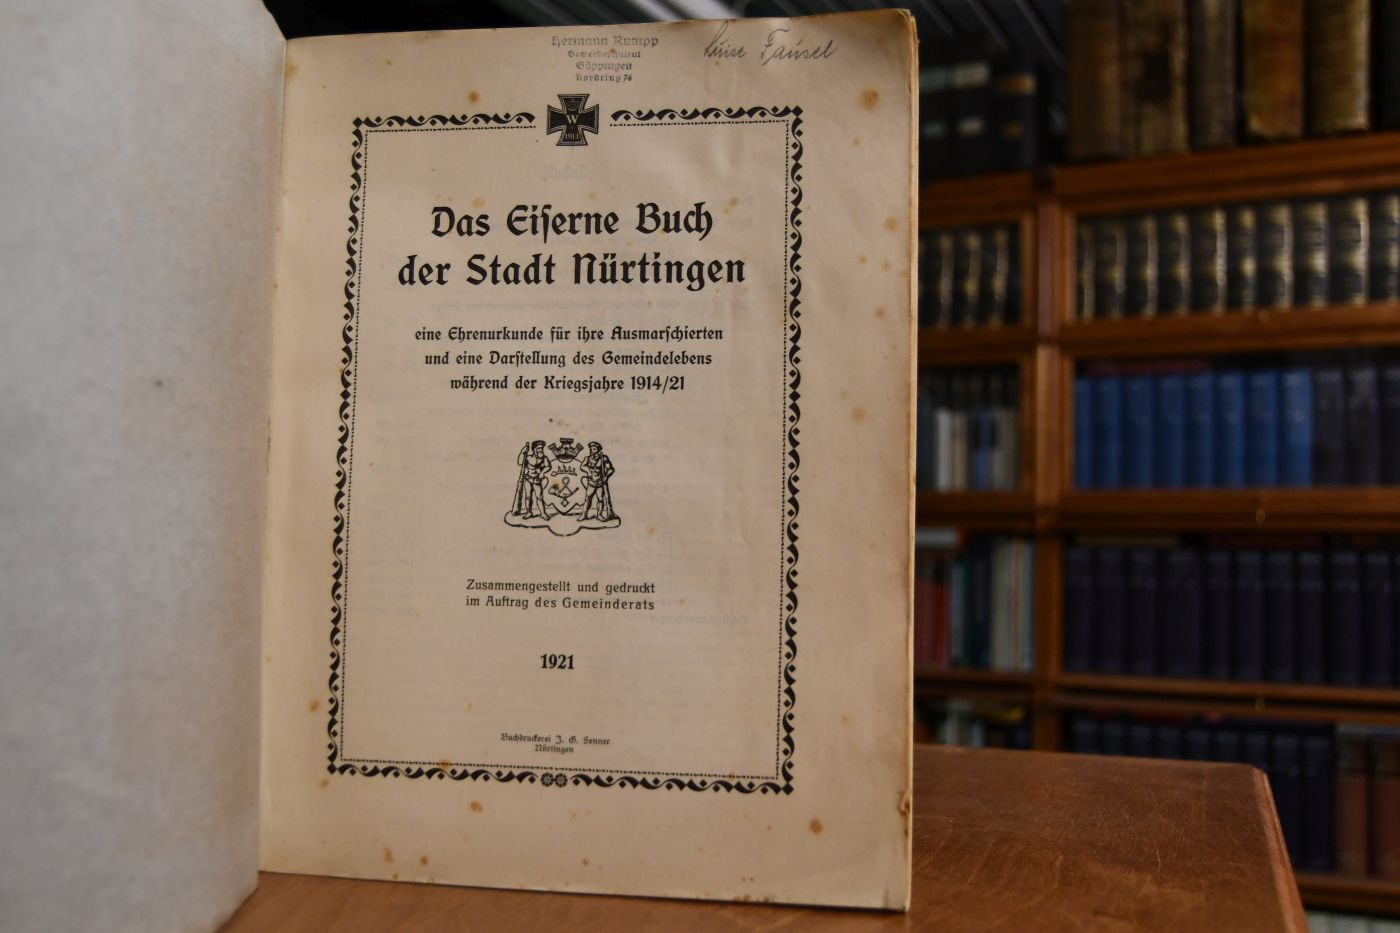 Hermann Rumpp
Göppingen
Nordring 76
Luise Fausel
W
1914
Das Eiserne Buch
der Stadt Nürtingen
eine Ehrenurkunde für ihre Ausmarschierten
und eine Darstellung des Gemeindelebens
während der Kriegsjahre 1914/21
Zusammengestellt und gedruckt
im Auftrag des Gemeinderats
1921
Buchdruckerei J. G. Senner
Nürtingen